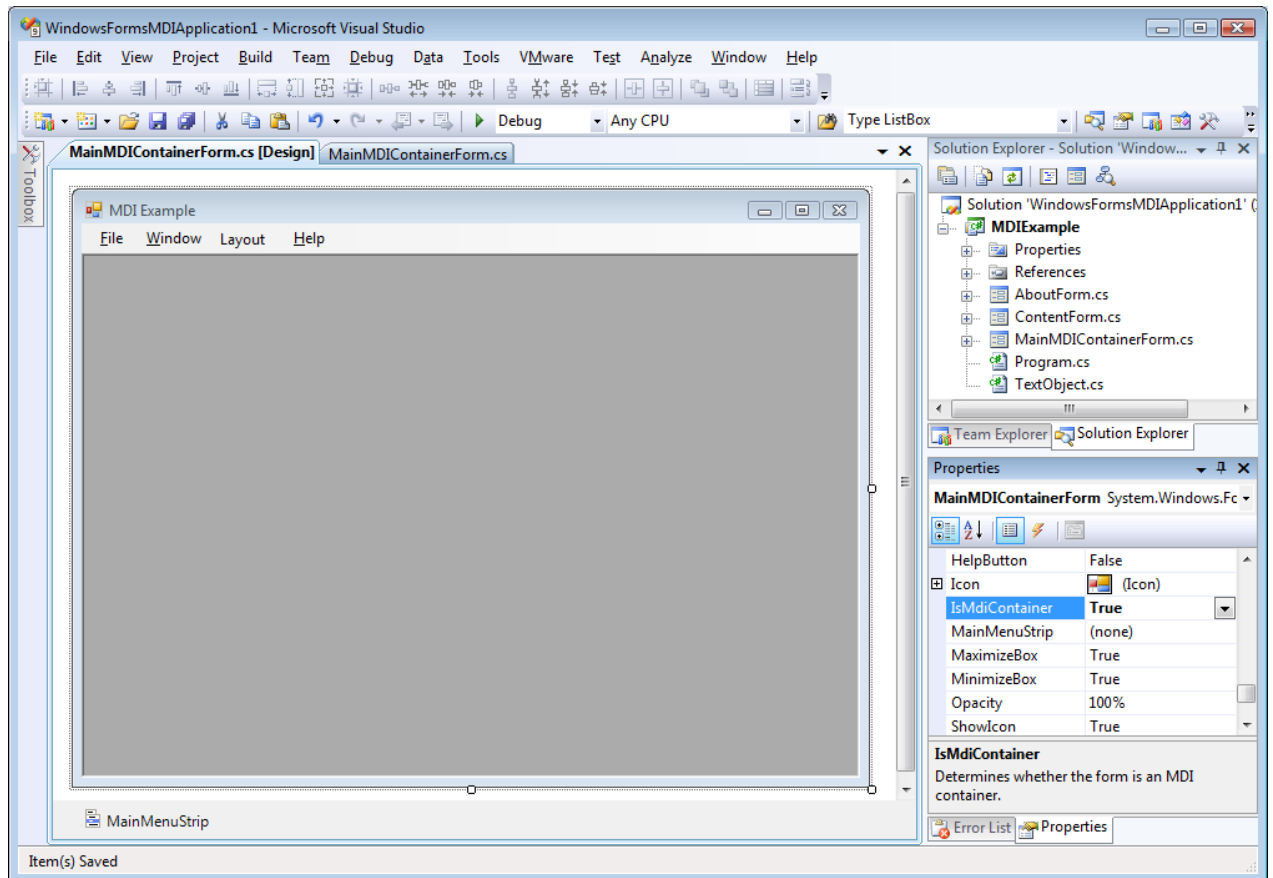 WindowsFormsMDIApplication1 - Microsoft Visual Studio
File Edit View Project Build Team Debug Data Tools VMware Test Analyze Window Help
Debug Any CPU Type ListBox
Toolbox
MainMDIContainerForm.cs [Design] MainMDIContainerForm.cs
MDI Example
File Window Layout Help
MainMenuStrip
Solution Explorer - Solution 'Window...
Solution 'WindowsFormsMDIApplication1' (
MDIExample
Properties
References
AboutForm.cs
ContentForm.cs
MainMDIContainerForm.cs
Program.cs
TextObject.cs
Team Explorer Solution Explorer
Properties
MainMDIContainerForm System.Windows.Fc
HelpButton False
Icon (Icon)
IsMdiContainer True
MainMenuStrip (none)
MaximizeBox True
MinimizeBox True
Opacity 100%
ShowIcon True
IsMdiContainer
Determines whether the form is an MDI
container.
Error List Properties
Item(s) Saved